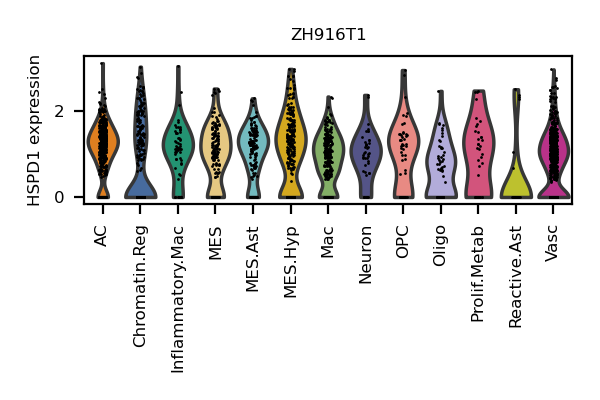 ZH916T1
HSPD1 expression
2
0
AC
Chromatin.Reg
Inflammatory.Mac
MES
MES.Ast
MES.Hyp
Mac
Neuron
OPC
Oligo
Prolif.Metab
Reactive.Ast
Vasc